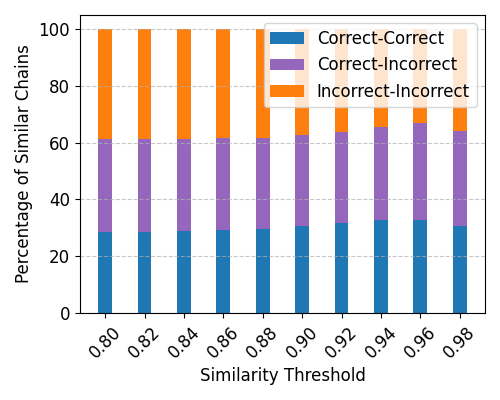 Correct-Correct
Correct-Incorrect
Incorrect-Incorrect
Percentage of Similar Chains
100
80
60
40
20
0
0.80 0.82 0.84 0.86 0.88 0.90 0.92 0.94 0.96 0.98
Similarity Threshold